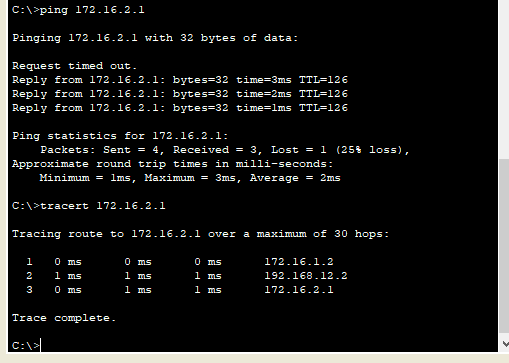 C:\>ping 172.16.2.1
Pinging 172.16.2.1 with 32 bytes of data:
Request timed out.
Reply from 172.16.2.1: bytes=32 time=3ms TTL=126
Reply from 172.16.2.1: bytes=32 time=2ms TTL=126
Reply from 172.16.2.1: bytes=32 time=1ms TTL=126
Ping statistics for 172.16.2.1:
    Packets: Sent = 4, Received = 3, Lost = 1 (25% loss),
Approximate round trip times in milli-seconds:
    Minimum = 1ms, Maximum = 3ms, Average = 2ms
C:\>tracert 172.16.2.1
Tracing route to 172.16.2.1 over a maximum of 30 hops:
  1   0 ms      0 ms      0 ms      172.16.1.2
  2   1 ms      1 ms      1 ms      192.168.12.2
  3   0 ms      1 ms      1 ms      172.16.2.1
Trace complete.
C:\>